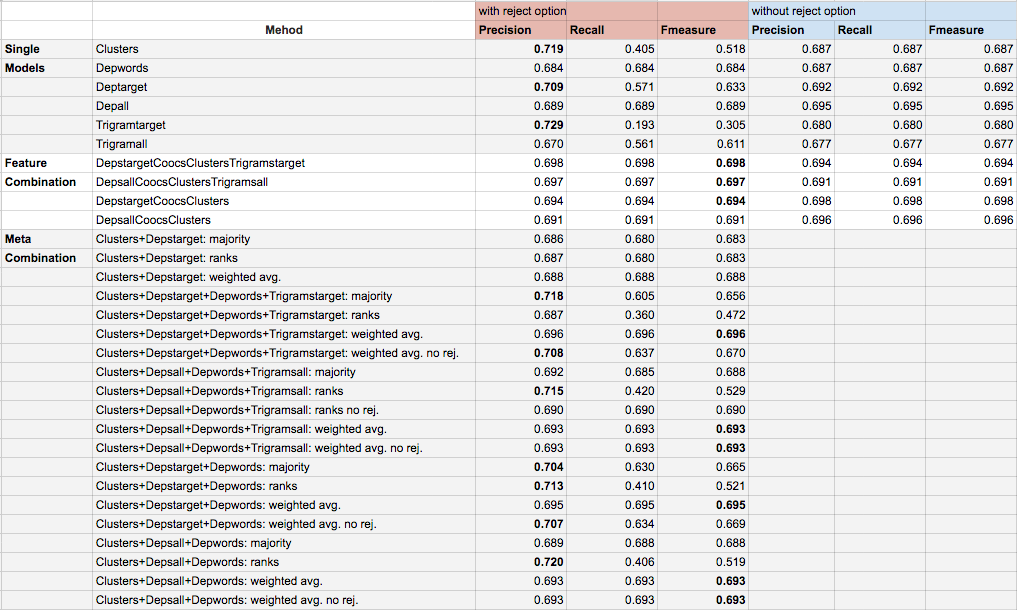 with reject option without reject option
Mehod Precision Recall Fmeasure Precision Recall Fmeasure
Single Clusters 0.719 0.405 0.518 0.687 0.687 0.687
Models Depwords 0.684 0.684 0.684 0.687 0.687 0.687
Deptarget 0.709 0.571 0.633 0.692 0.692 0.692
Depall 0.689 0.689 0.689 0.695 0.695 0.695
Trigramtarget 0.729 0.193 0.305 0.680 0.680 0.680
Trigramall 0.670 0.561 0.611 0.677 0.677 0.677
Feature DepstargetCoocsClustersTrigramstarget 0.698 0.698 0.698 0.694 0.694 0.694
Combination DepsallCoocsClustersTrigramsall 0.697 0.697 0.697 0.691 0.691 0.691
DepstargetCoocsClusters 0.694 0.694 0.694 0.698 0.698 0.698
DepsallCoocsClusters 0.691 0.691 0.691 0.696 0.696 0.696
Meta Clusters+Depstarget: majority 0.686 0.680 0.683
Combination Clusters+Depstarget: ranks 0.687 0.680 0.683
Clusters+Depstarget: weighted avg. 0.688 0.688 0.688
Clusters+Depstarget+Depwords+Trigramstarget: majority 0.718 0.605 0.656
Clusters+Depstarget+Depwords+Trigramstarget: ranks 0.687 0.360 0.472
Clusters+Depstarget+Depwords+Trigramstarget: weighted avg. 0.696 0.696 0.696
Clusters+Depstarget+Depwords+Trigramstarget: weighted avg. no rej. 0.708 0.637 0.670
Clusters+Depsall+Depwords+Trigramsall: majority 0.692 0.685 0.688
Clusters+Depsall+Depwords+Trigramsall: ranks 0.715 0.420 0.529
Clusters+Depsall+Depwords+Trigramsall: ranks no rej. 0.690 0.690 0.690
Clusters+Depsall+Depwords+Trigramsall: weighted avg. 0.693 0.693 0.693
Clusters+Depsall+Depwords+Trigramsall: weighted avg. no rej. 0.693 0.693 0.693
Clusters+Depstarget+Depwords: majority 0.704 0.630 0.665
Clusters+Depstarget+Depwords: ranks 0.713 0.410 0.521
Clusters+Depstarget+Depwords: weighted avg. 0.695 0.695 0.695
Clusters+Depstarget+Depwords: weighted avg. no rej. 0.707 0.634 0.669
Clusters+Depsall+Depwords: majority 0.689 0.688 0.688
Clusters+Depsall+Depwords: ranks 0.720 0.406 0.519
Clusters+Depsall+Depwords: weighted avg. 0.693 0.693 0.693
Clusters+Depsall+Depwords: weighted avg. no rej. 0.693 0.693 0.693